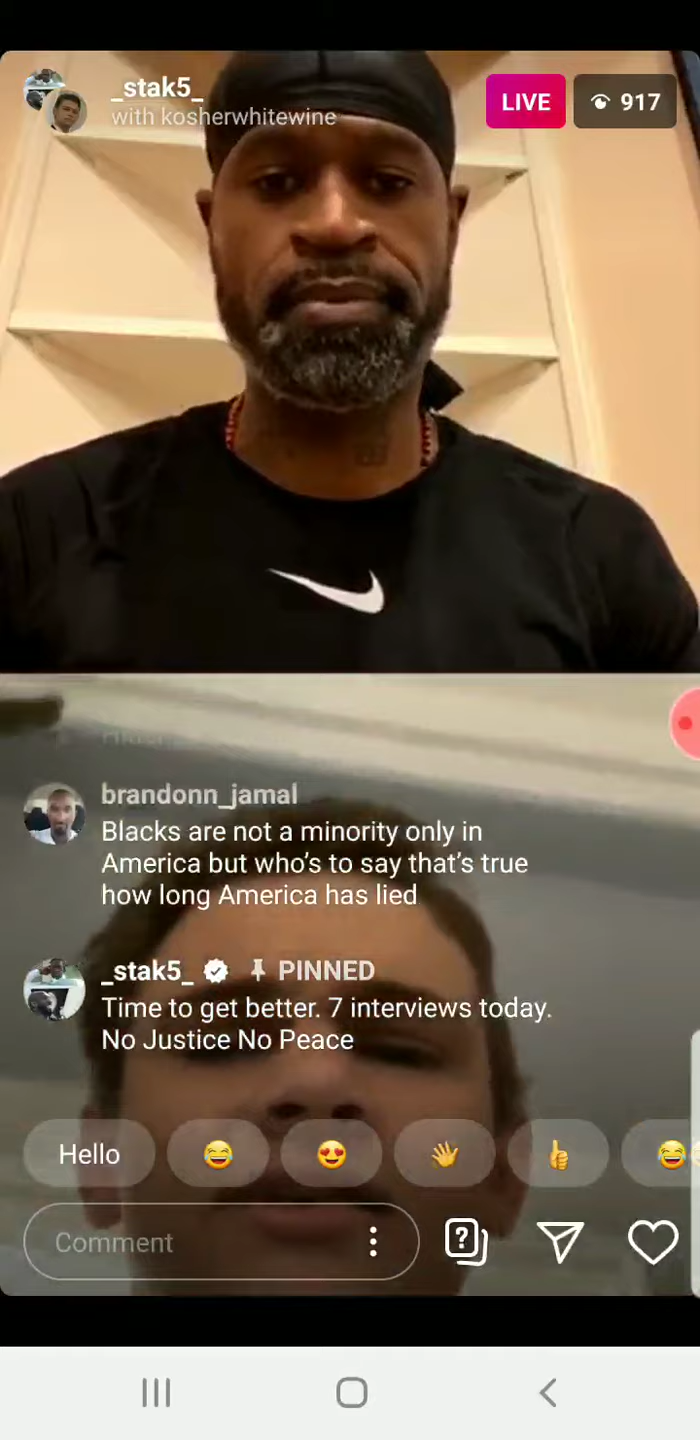 _stak5_
with kosherwhitewine
LIVE
917
brandonn_jamal
Blacks are not a minority only in
America but who's to say that's true
how long America has lied
_stak5_ PINNED
Time to get better. 7 interviews today.
No Justice No Peace
Hello
Comment